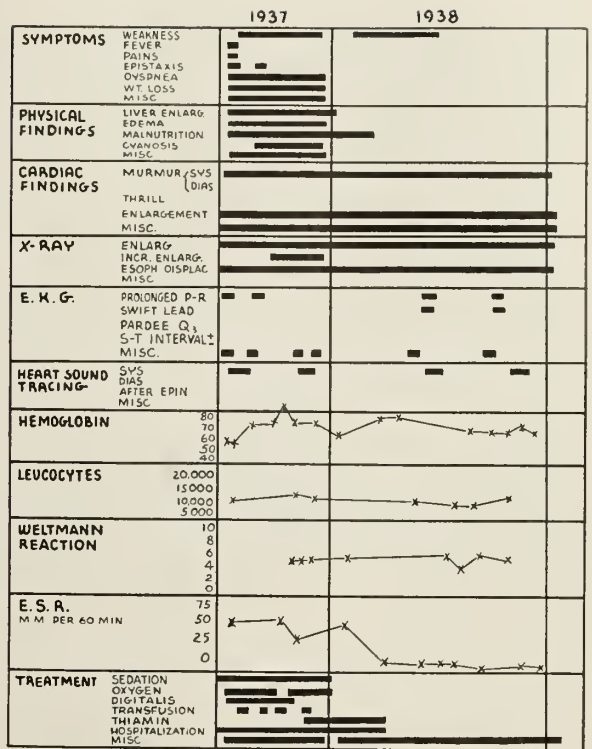 1937 1938
SYMPTOMS WEAKNESS
FEVER
PAINS
EPISTAXIS
DYSPNEA
WT. LOSS
MISC
PHYSICAL FINDINGS LIVER ENLARG.
EDEMA
MALNUTRITION
CYANOSIS
MISC
CARDIAC FINDINGS MURMUR { SYS
DIAS
THRILL
ENLARGEMENT
MISC.
X-RAY ENLARG
INCR. ENLARG.
ESOPH DISPLAC
MISC
E.K.G. PROLONGED P-R
SWIFT LEAD
PARDEE Q3
S-T INTERVAL±
MISC.
HEART SOUND TRACING SYS
DIAS
AFTER EPIN
MISC
HEMOGLOBIN 80
70
60
50
40
LEUCOCYTES 20.000
15000
10,000
5000
WELTMANN REACTION 10
8
6
4
2
0
E.S.R. 75
M M PER 60 MIN 50
25
0
TREATMENT SEDATION
OXYGEN
DIGITALIS
TRANSFUSION
THIAMIN
HOSPITALIZATION
MISC